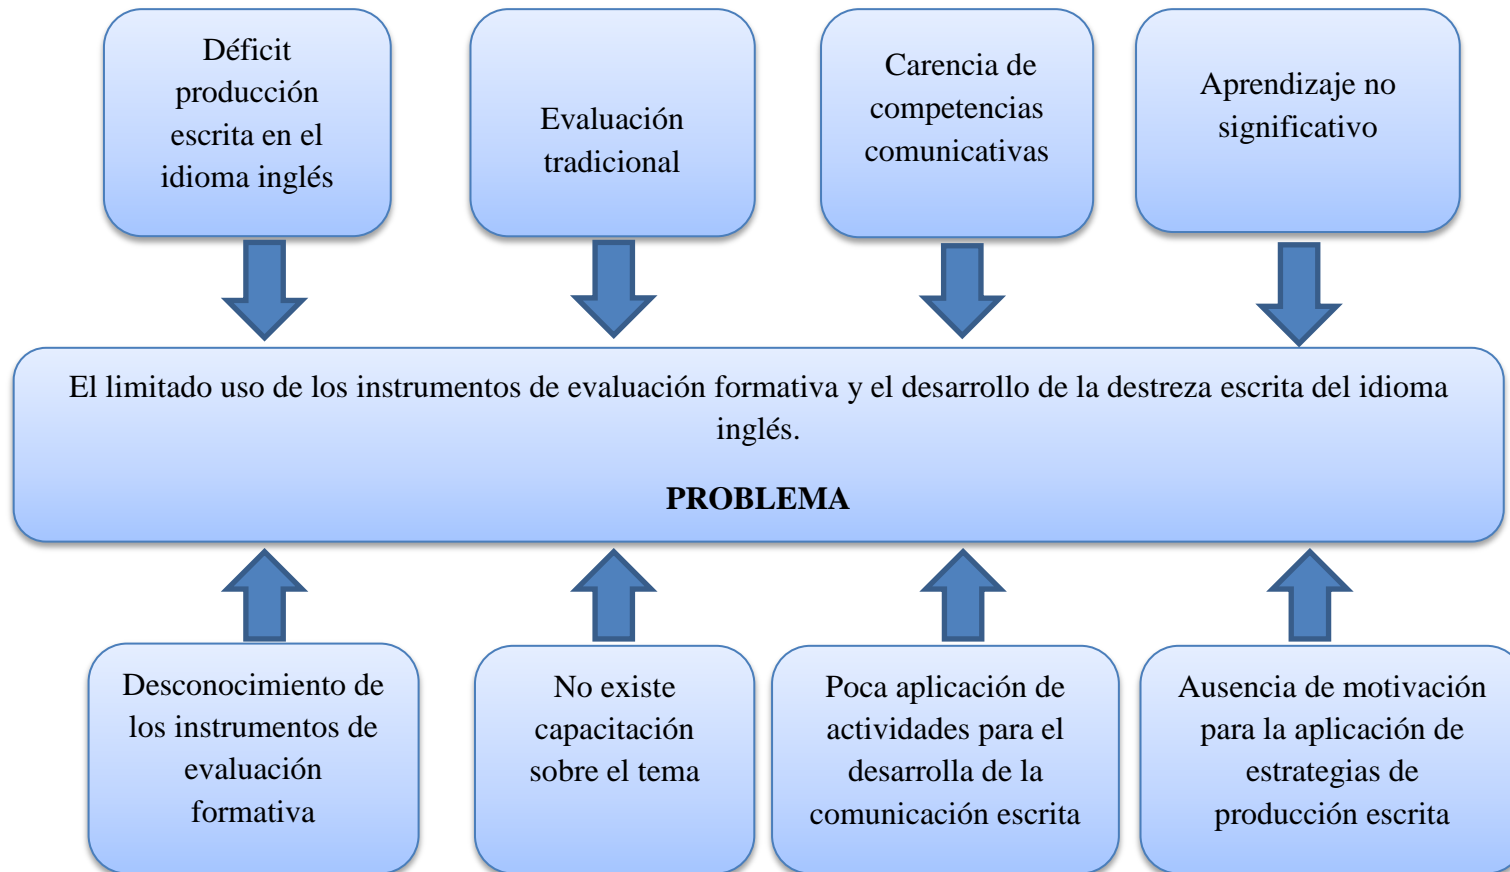 Déficit
producción
escrita en el
idioma inglés
Evaluación
tradicional
Carencia de
competencias
comunicativas
Aprendizaje no
significativo
El limitado uso de los instrumentos de evaluación formativa y el desarrollo de la destreza escrita del idioma
inglés.
PROBLEMA
Desconocimiento de
los instrumentos de
evaluación
formativa
No existe
capacitación
sobre el tema
Poca aplicación de
actividades para el
desarrolla de la
comunicación escrita
Ausencia de motivación
para la aplicación de
estrategias de
producción escrita